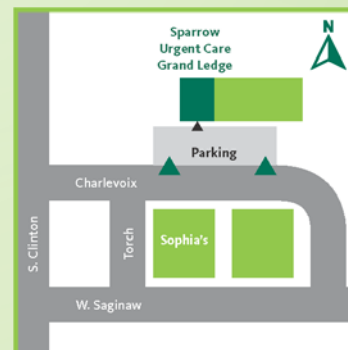 Sparrow
Urgent Care
Grand Ledge
N
Parking
Charlevoix
S. Clinton
Torch
Sophia's
W. Saginaw